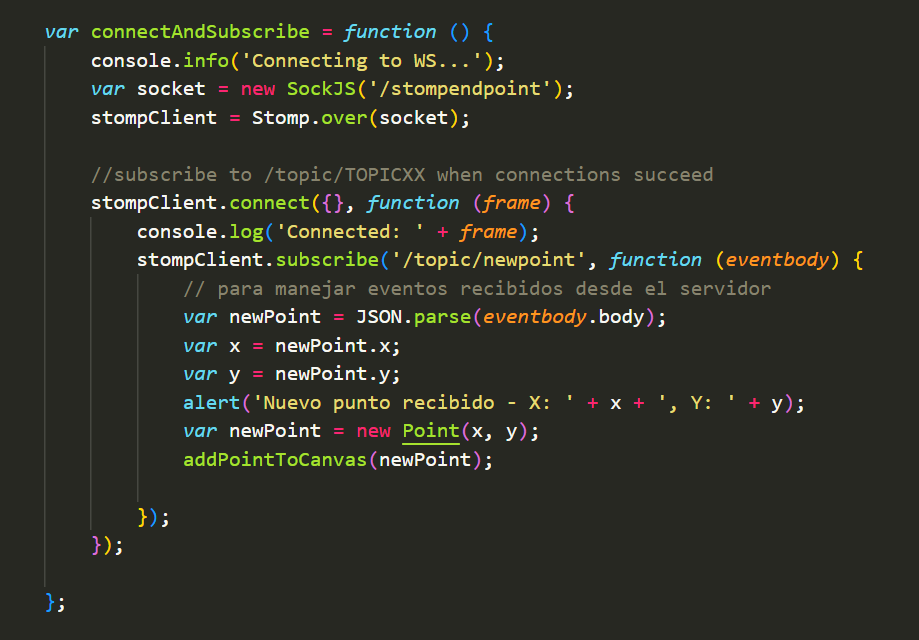 var connectAndSubscribe = function () {
console.info('Connecting to WS...');
var socket = new SockJS('/stompendpoint');
stompClient = Stomp.over(socket);
//subscribe to /topic/TOPICXX when connections succeed
stompClient.connect({}, function (frame) {
console.log('Connected: ' + frame);
stompClient.subscribe('/topic/newpoint', function (eventbody) {
// para manejar eventos recibidos desde el servidor
var newPoint = JSON.parse(eventbody.body);
var x = newPoint.x;
var y = newPoint.y;
alert('Nuevo punto recibido - X: ' + x + ', Y: ' + y);
var newPoint = new Point(x, y);
addPointToCanvas(newPoint);
});
});
};